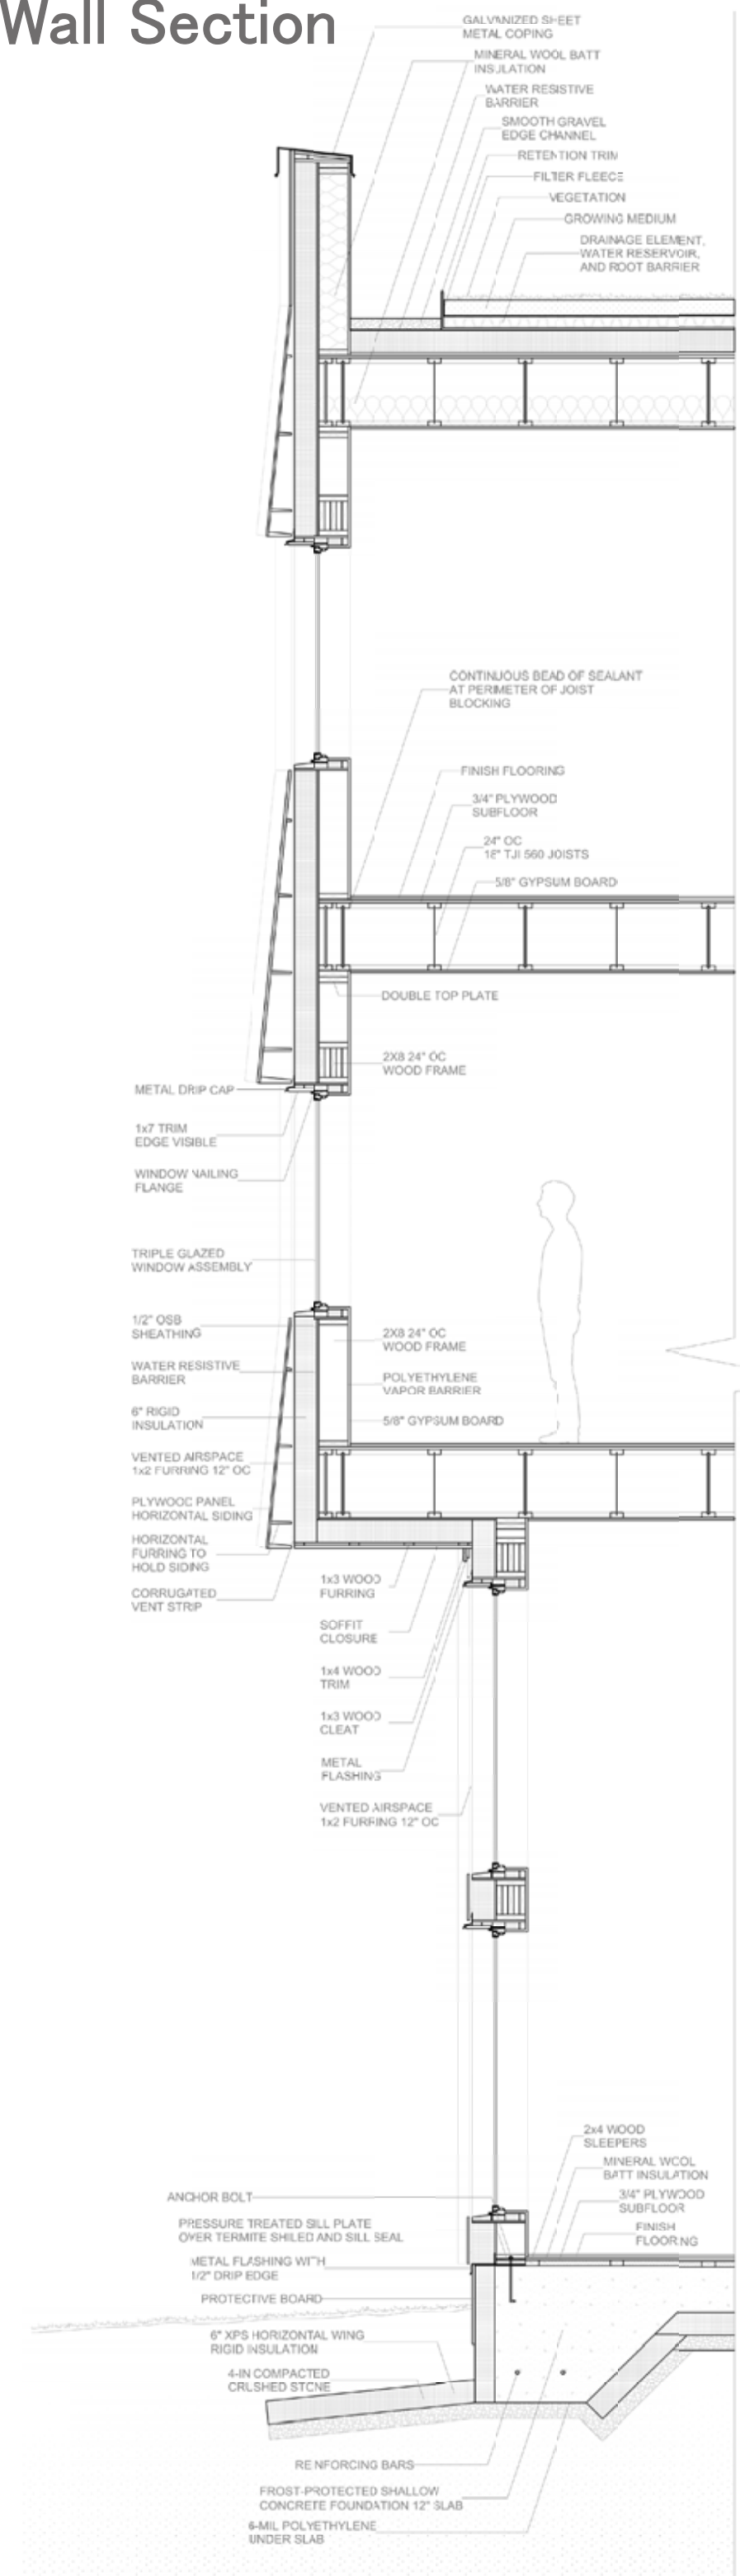 Wall Section
GALVANIZED SHEET
METAL COPING
MINERAL WOOL BATT
INSULATION
WATER RESISTIVE
BARRIER
SMOOTH GRAVEL
EDGE CHANNEL
RETENTION TRIM
FILTER FLEECE
VEGETATION
GROWING MEDIUM
DRAINAGE ELEMENT,
WATER RESERVOIR,
AND ROOT BARRIER
CONTINUOUS BEAD OF SEALANT
AT PERIMETER OF JOIST
BLOCKING
FINISH FLOORING
3/4" PLYWOOD
SUBFLOOR
24" OC
18" TJI 560 JOISTS
5/8" GYPSUM BOARD
DOUBLE TOP PLATE
2X8 24" OC
WOOD FRAME
METAL DRIP CAP
1x7 TRIM
EDGE VISIBLE
WINDOW NAILING
FLANGE
TRIPLE GLAZED
WINDOW ASSEMBLY
1/2" OSB
SHEATHING
WATER RESISTIVE
BARRIER
6" RIGID
INSULATION
VENTED AIRSPACE
1x2 FURRING 12" OC
PLYWOOD PANEL
HORIZONTAL SIDING
HORIZONTAL
FURRING TO
HOLD SIDING
CORRUGATED
VENT STRIP
2X8 24" OC
WOOD FRAME
POLYETHYLENE
VAPOR BARRIER
5/8" GYPSUM BOARD
1x3 WOOD
FURRING
SOFFIT
CLOSURE
1x4 WOOD
TRIM
1x3 WOOD
CLEAT
METAL
FLASHING
VENTED AIRSPACE
1x2 FURRING 12" OC
2x4 WOOD
SLEEPERS
MINERAL WOOL
BATT INSULATION
3/4" PLYWOOD
SUBFLOOR
FINISH
FLOORING
ANCHOR BOLT
PRESSURE TREATED SILL PLATE
OVER TERMITE SHILED AND SILL SEAL
METAL FLASHING WITH
1/2" DRIP EDGE
PROTECTIVE BOARD
6" XPS HORIZONTAL WING
RIGID INSULATION
4-IN COMPACTED
CRUSHED STONE
REINFORCING BARS
FROST-PROTECTED SHALLOW
CONCRETE FOUNDATION 12" SLAB
6-MIL POLYETHYLENE
UNDER SLAB